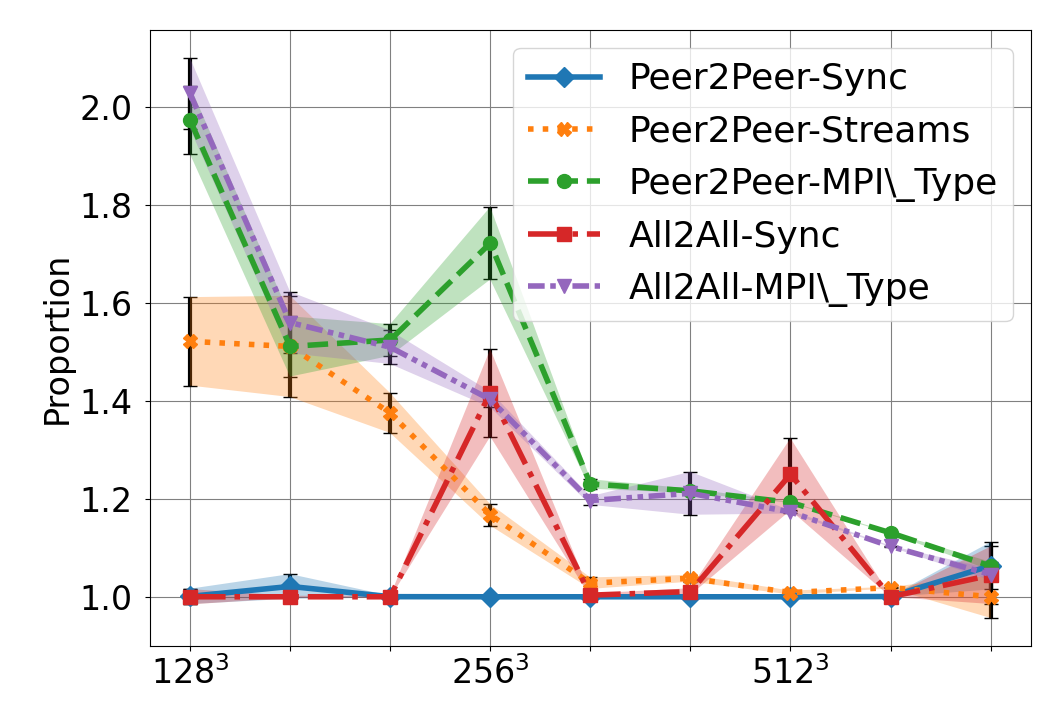 Peer2Peer-Sync
Peer2Peer-Streams
Peer2Peer-MPI\_Type
All2All-Sync
All2All-MPI\_Type
Proportion
2.0
1.8
1.6
1.4
1.2
1.0
128³ 256³ 512³